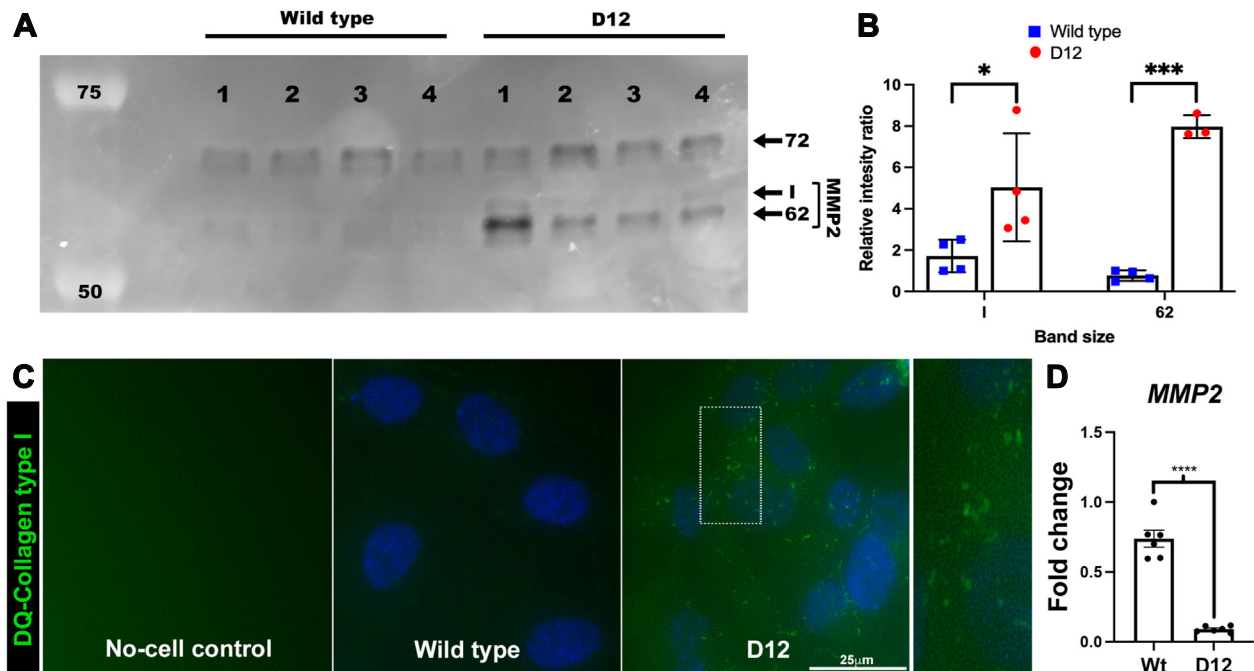 A
Wild type
D12
75
1 2 3 4
1 2 3 4
72
I
62
MMP2
50
B
Wild type
D12
*
***
10
8
6
4
2
0
Relative intesity ratio
I
62
Band size
C
DQ-Collagen type I
No-cell control
Wild type
D12
25µm
D
MMP2
****
1.5
1.0
0.5
0.0
Fold change
Wt
D12